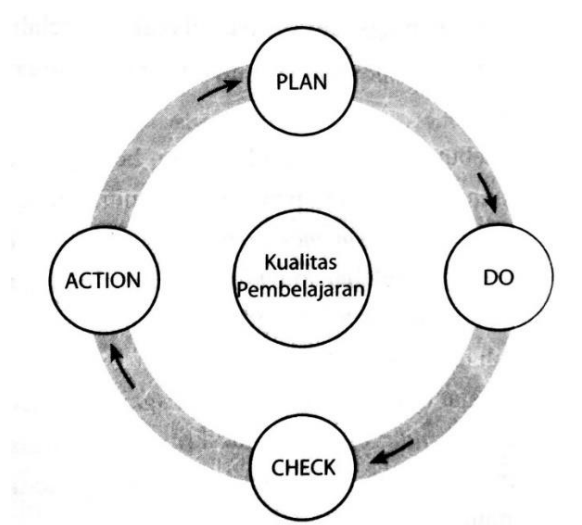 PLAN
DO
CHECK
ACTION
Kualitas
Pembelajaran